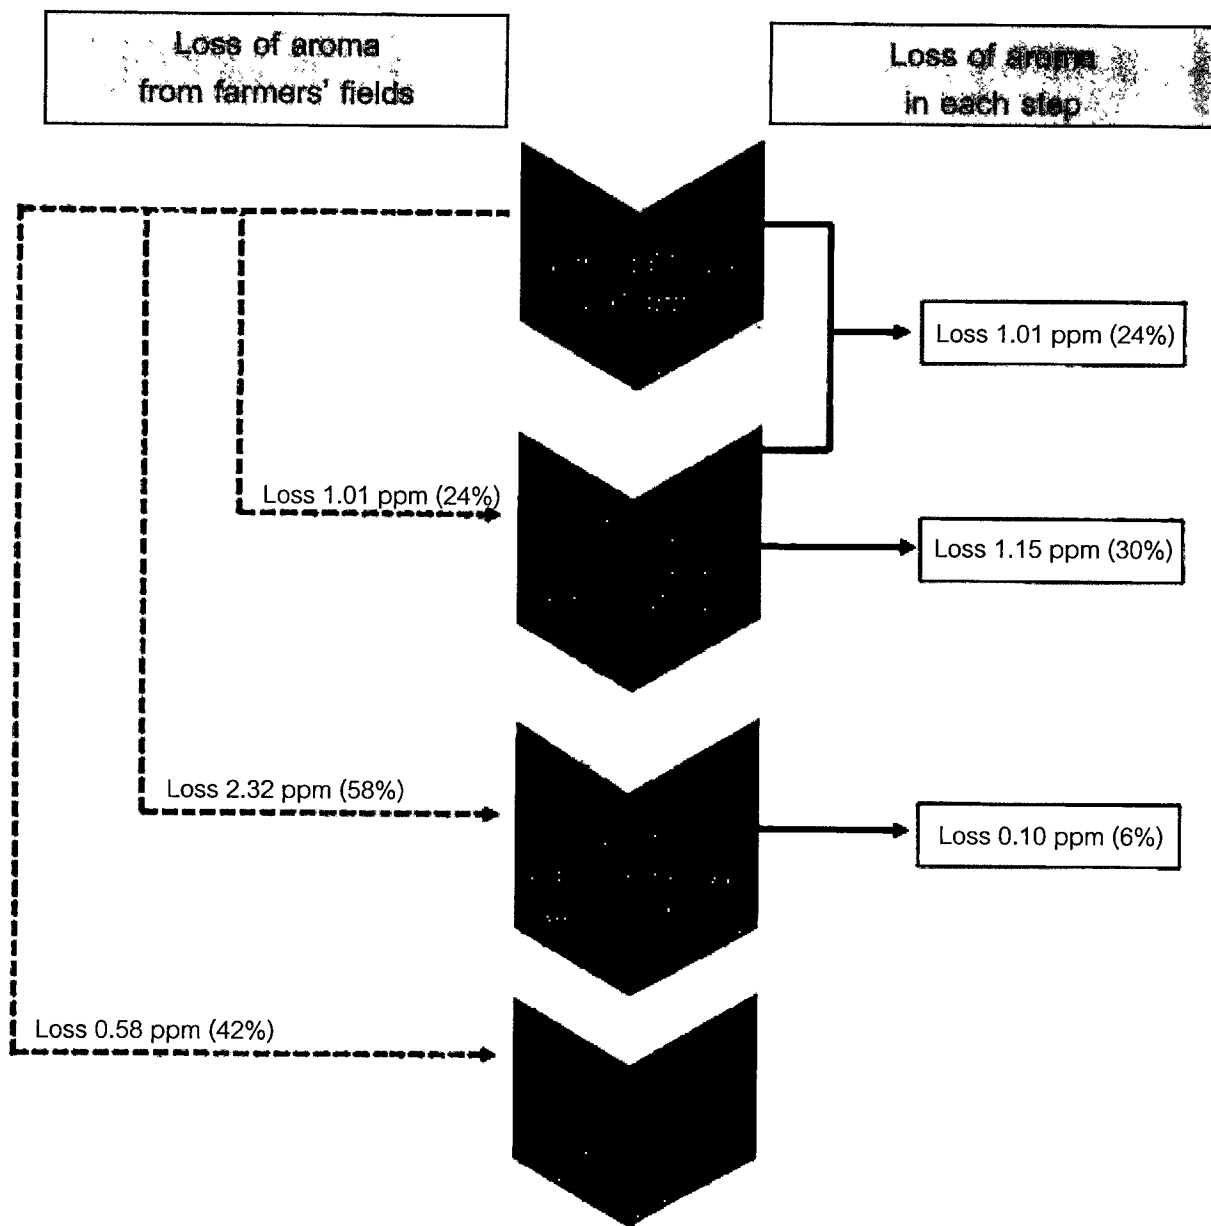 Loss of aroma
from farmers' fields
Loss of aroma
in each step
Loss 1.01 ppm (24%)
Loss 1.01 ppm (24%)
Loss 1.15 ppm (30%)
Loss 2.32 ppm (58%)
Loss 0.10 ppm (6%)
Loss 0.58 ppm (42%)